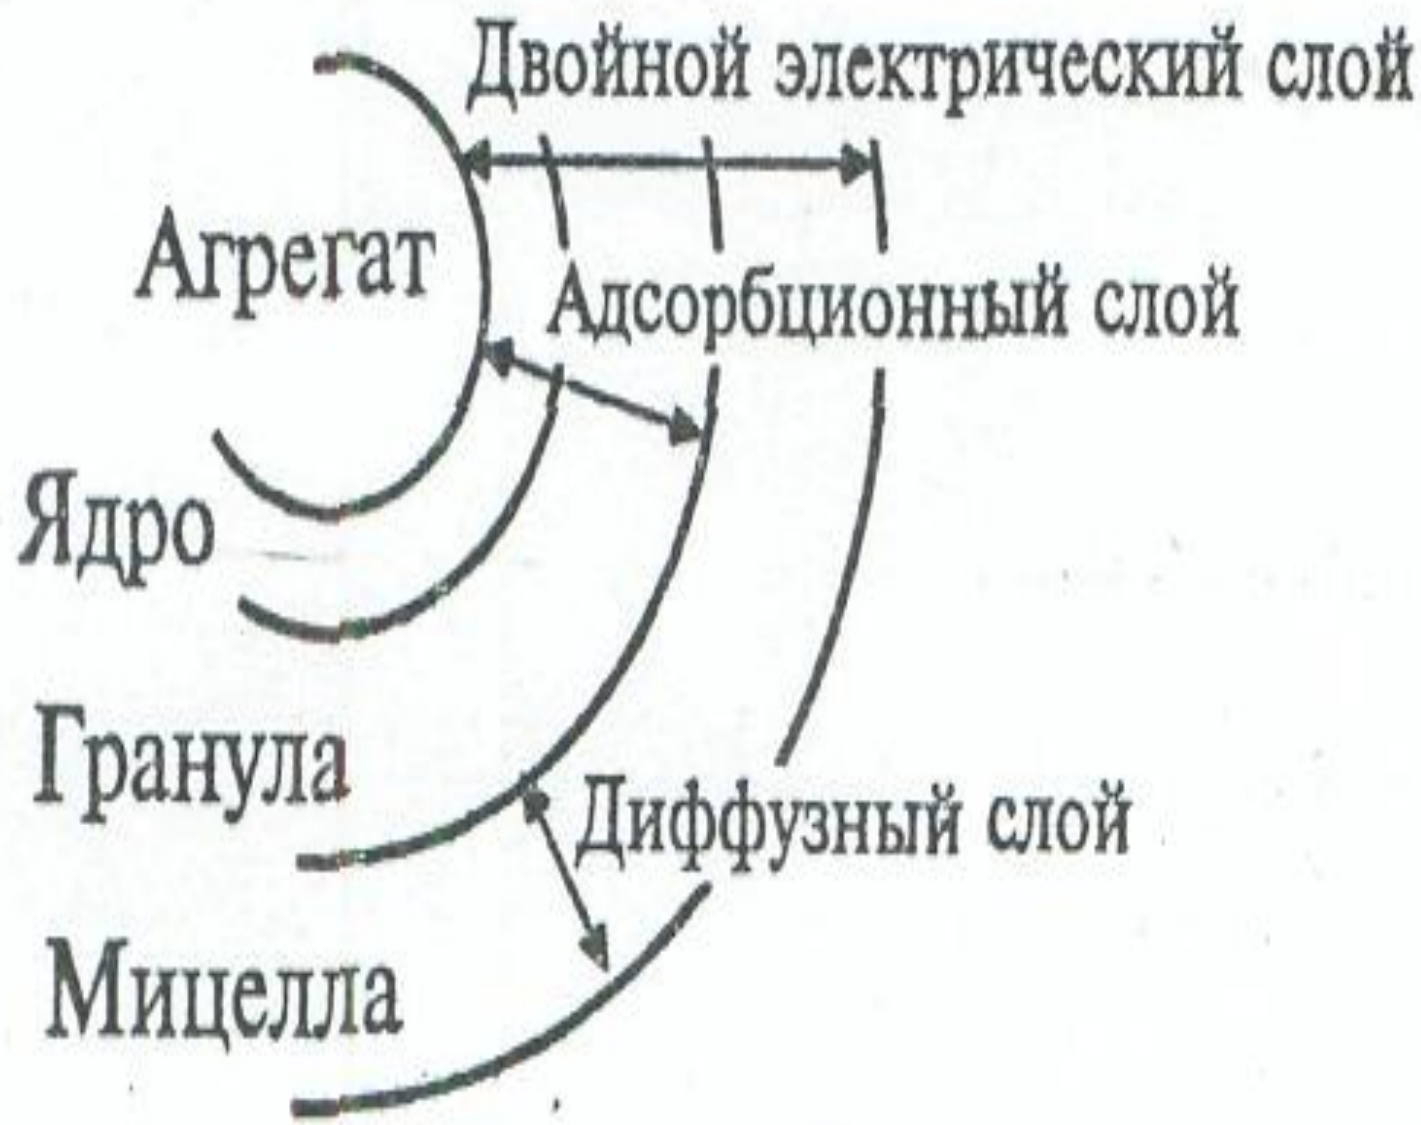 Двойной электрический слой
Агрегат
Адсорбционный слой
Ядро
Гранула
Диффузный слой
Мицелла